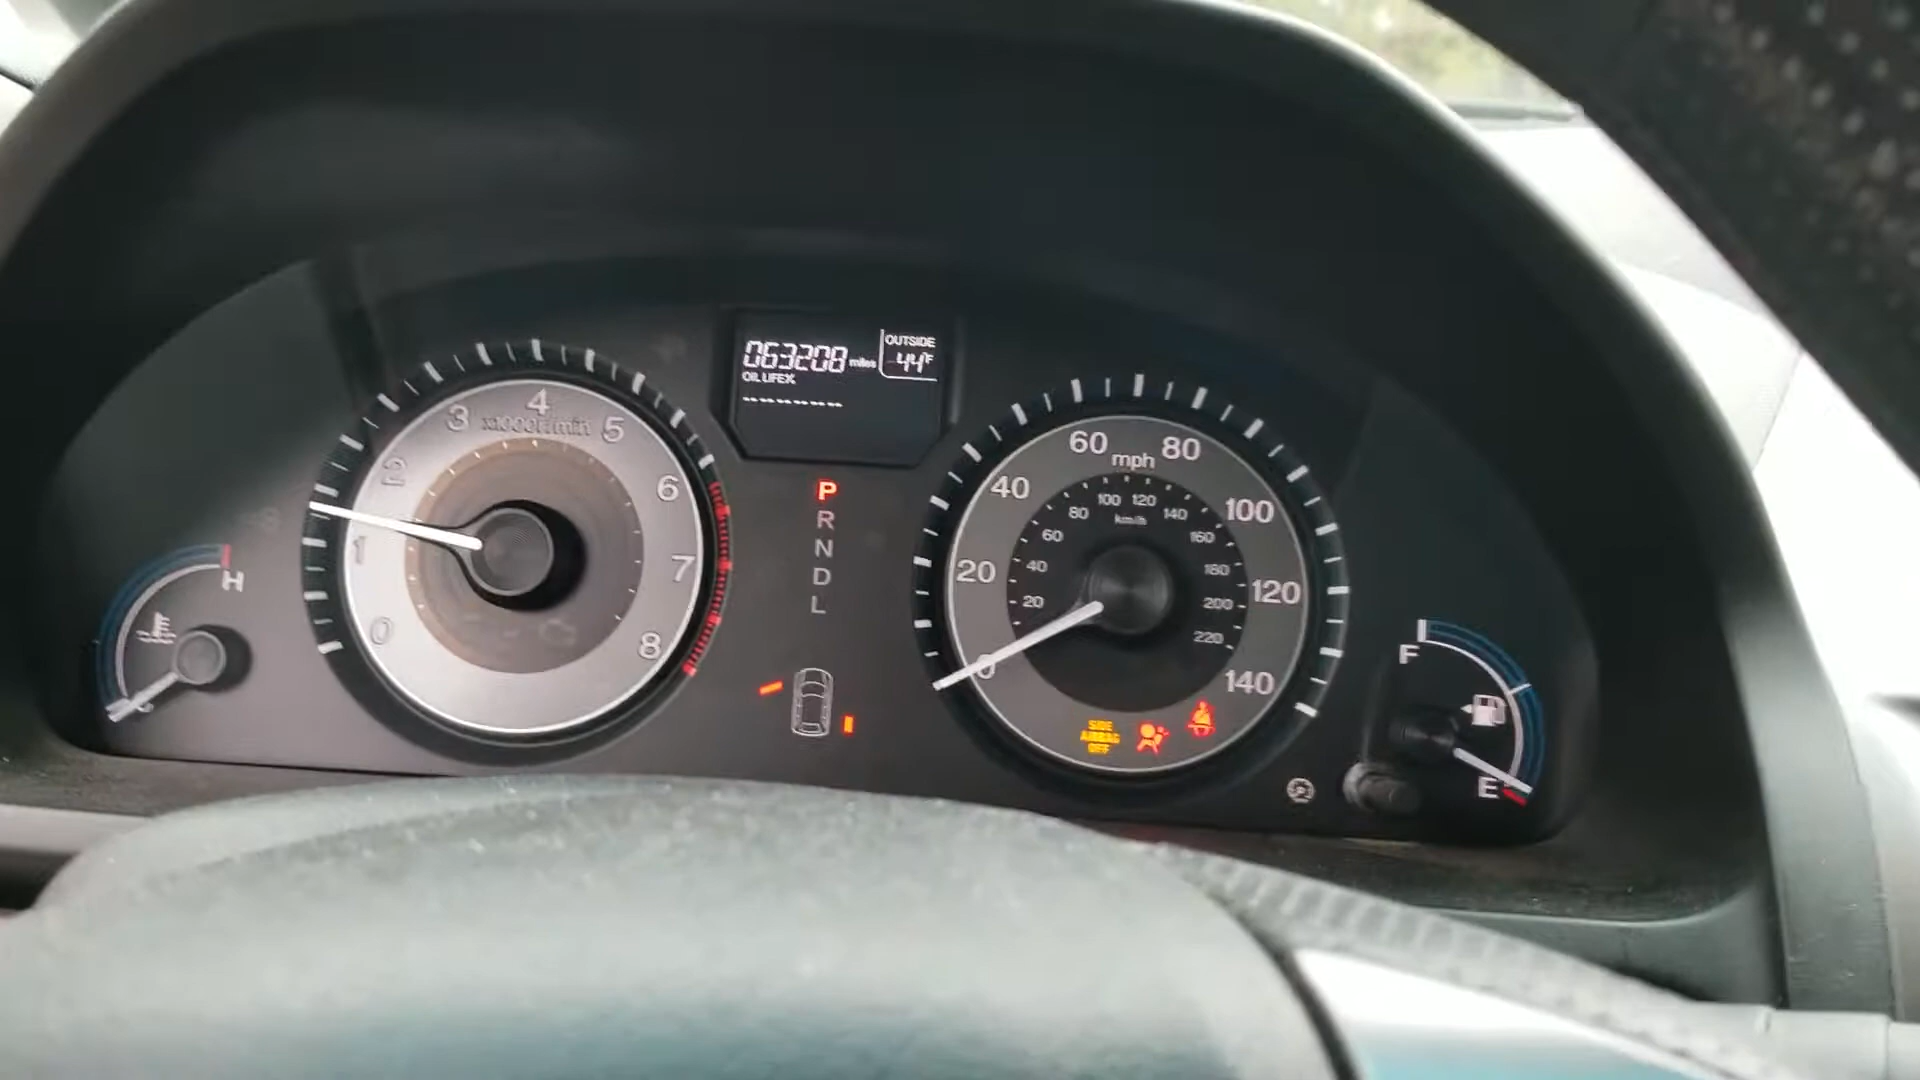 063208 miles
OUTSIDE
44°F
OIL LIFE%
----------
0
1
2
3
4
5
6
7
8
x1000r/min
H
C
P
R
N
D
L
0
20
40
60
80
100
120
140
mph
20
40
60
80
100
120
140
160
180
200
220
km/h
SIDE
AIRBAG
OFF
F
E
P